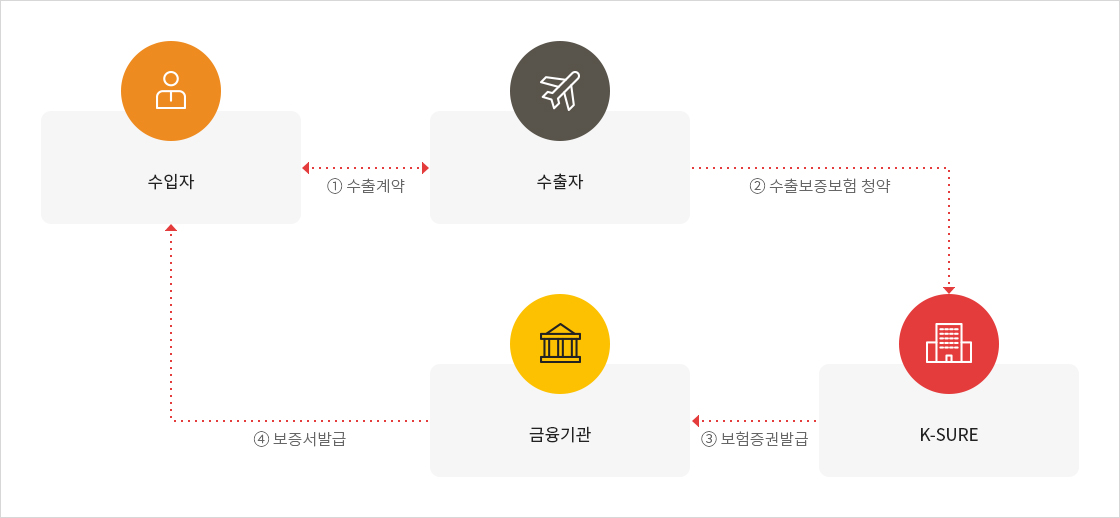 수입자
① 수출계약
수출자
② 수출보증보험 청약
④ 보증서발급
금융기관
③ 보험증권발급
K-SURE